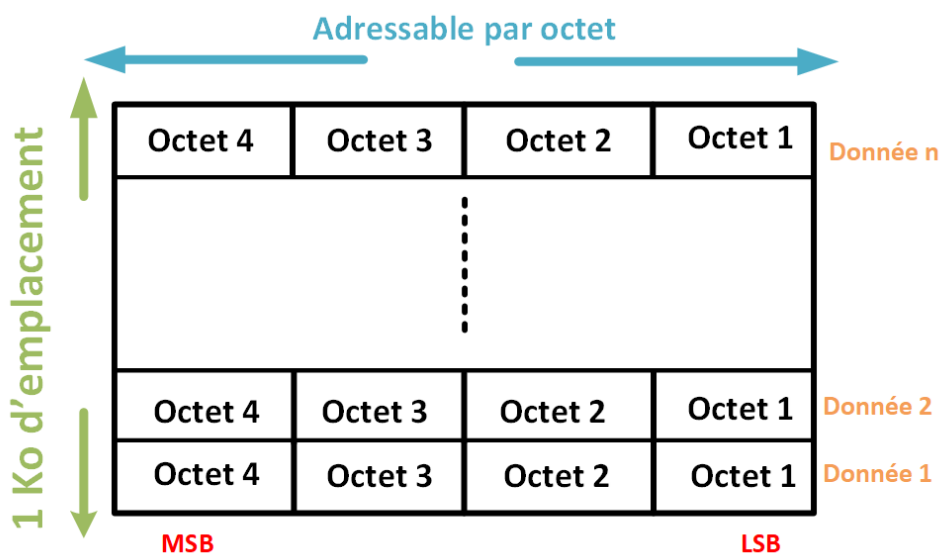 Adressable par octet
1 Ko d'emplacement
Octet 4 Octet 3 Octet 2 Octet 1 Donnée n
Octet 4 Octet 3 Octet 2 Octet 1 Donnée 2
Octet 4 Octet 3 Octet 2 Octet 1 Donnée 1
MSB LSB